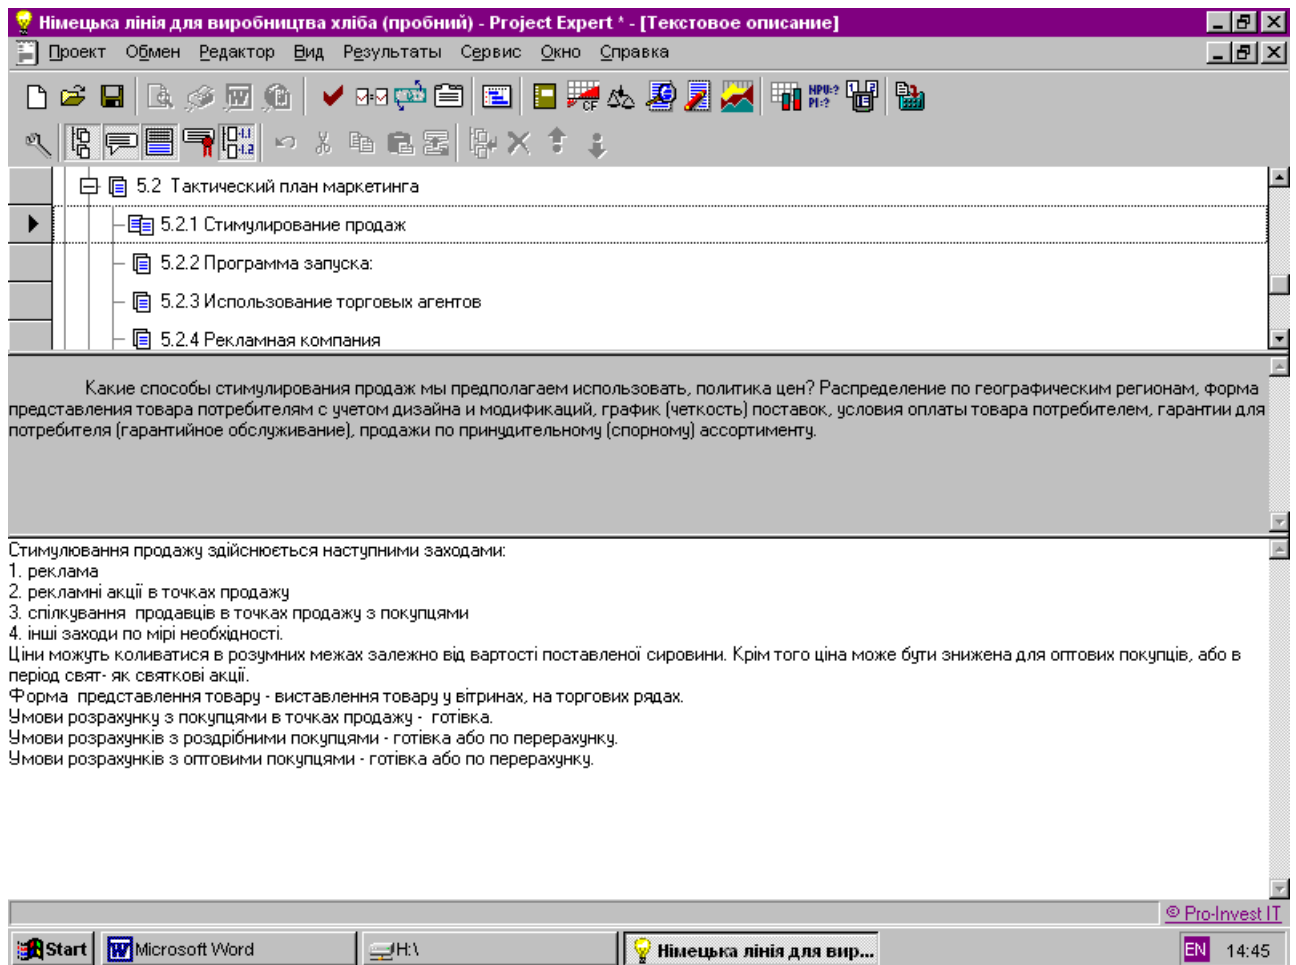 Німецька лінія для виробництва хліба (пробний) - Project Expert * - [Текстовое описание]
Проект Обмен Редактор Вид Результаты Сервис Окно Справка
NPU:?
PI:?
5.2 Тактический план маркетинга
5.2.1 Стимулирование продаж
5.2.2 Программа запуска:
5.2.3 Использование торговых агентов
5.2.4 Рекламная компания
Какие способы стимулирования продаж мы предполагаем использовать, политика цен? Распределение по географическим регионам, форма
представления товара потребителям с учетом дизайна и модификаций, график (четкость) поставок, условия оплаты товара потребителем, гарантии для
потребителя (гарантийное обслуживание), продажи по принудительному (спорному) ассортименту.
Стимулювання продажу здійснюється наступними заходами:
1. реклама
2. рекламні акції в точках продажу
3. спілкування продавців в точках продажу з покупцями
4. інші заходи по мірі необхідності.
Ціни можуть коливатися в розумних межах залежно від вартості поставленої сировини. Крім того ціна може бути знижена для оптових покупців, або в
період свят- як святкові акції.
Форма представлення товару - виставлення товару у вітринах, на торгових рядах.
Умови розрахунку з покупцями в точках продажу - готівка.
Умови розрахунків з роздрібними покупцями - готівка або по перерахунку.
Умови розрахунків з оптовими покупцями - готівка або по перерахунку.
© Pro-Invest IT
Start Microsoft Word H:\ Німецька лінія для вир... EN 14:45